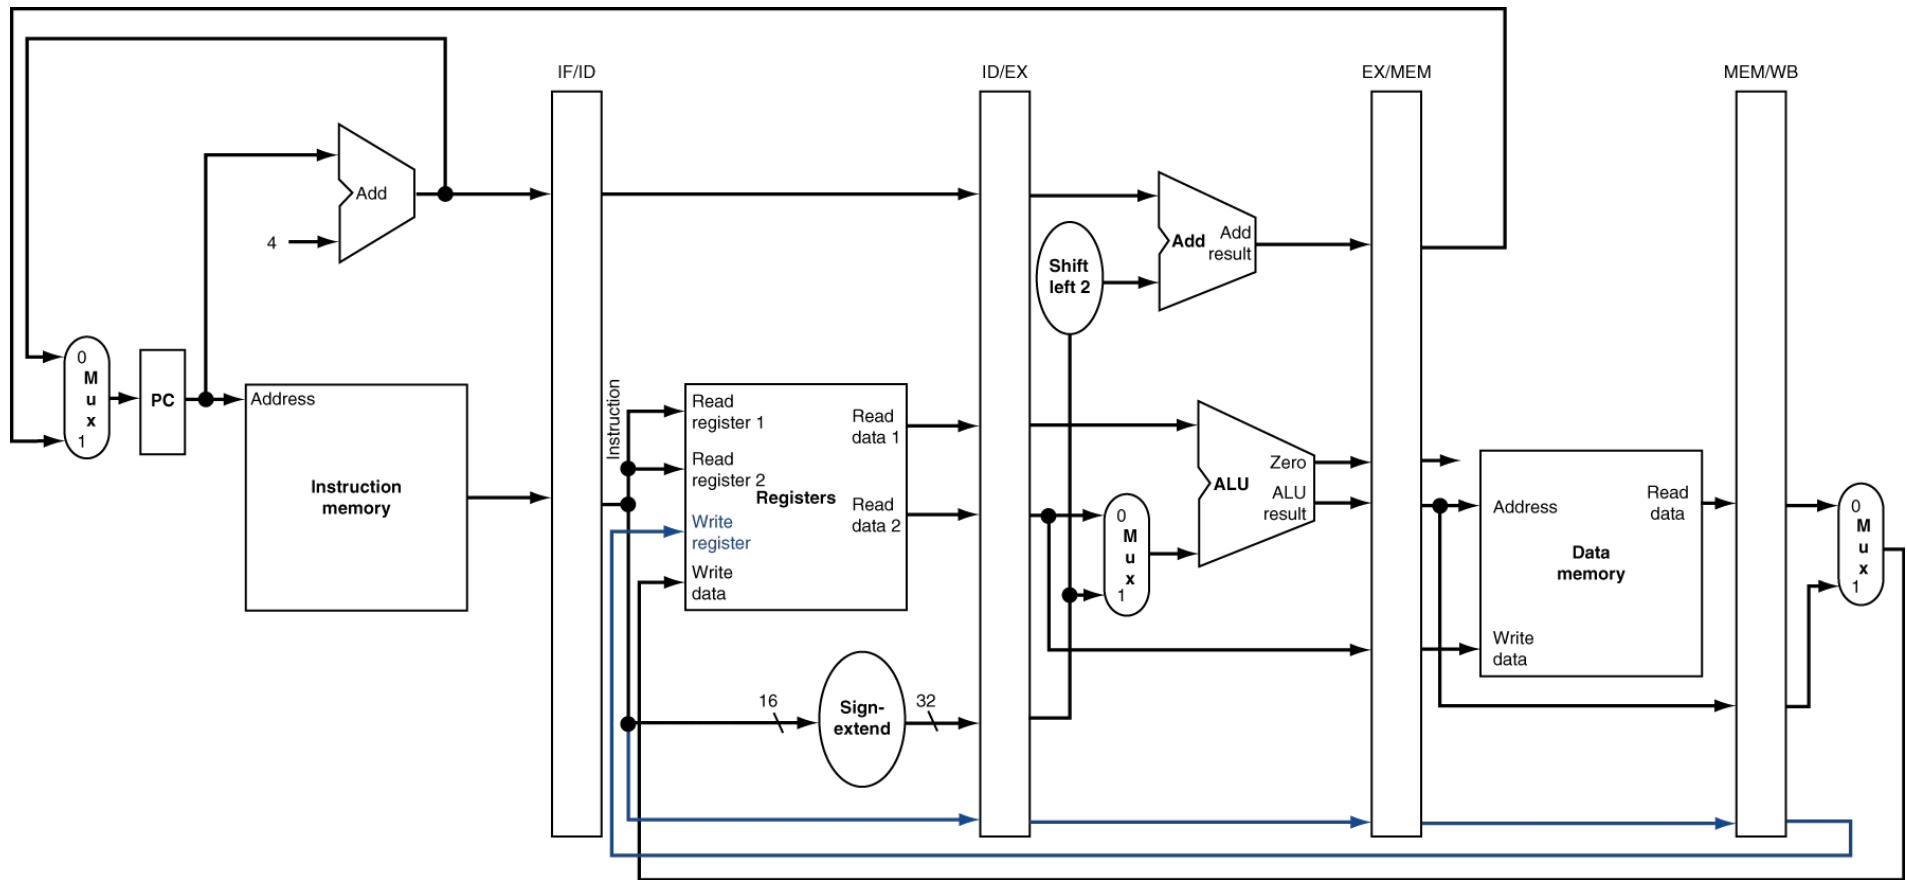 IF/ID
ID/EX
EX/MEM
MEM/WB
Add
4
Add
Add
result
Shift
left 2
0
M
u
x
1
PC
Address
Instruction
memory
Instruction
Read
register 1
Read
register 2
Write
register
Write
data
Registers
Read
data 1
Read
data 2
16
Sign-
extend
32
0
M
u
x
1
ALU
Zero
ALU
result
Address
Read
data
Data
memory
Write
data
0
M
u
x
1